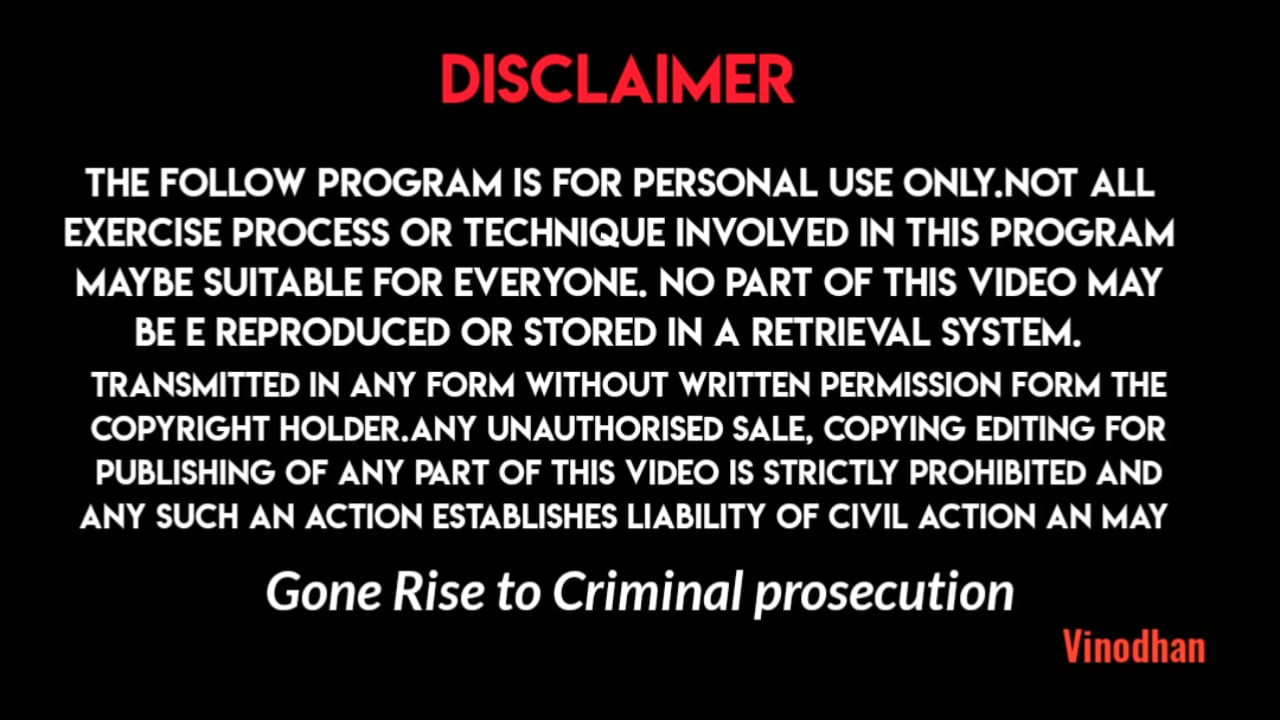 DISCLAIMER
THE FOLLOW PROGRAM IS FOR PERSONAL USE ONLY.NOT ALL
EXERCISE PROCESS OR TECHNIQUE INVOLVED IN THIS PROGRAM
MAYBE SUITABLE FOR EVERYONE. NO PART OF THIS VIDEO MAY
BE E REPRODUCED OR STORED IN A RETRIEVAL SYSTEM.
TRANSMITTED IN ANY FORM WITHOUT WRITTEN PERMISSION FORM THE
COPYRIGHT HOLDER.ANY UNAUTHORISED SALE, COPYING EDITING FOR
PUBLISHING OF ANY PART OF THIS VIDEO IS STRICTLY PROHIBITED AND
ANY SUCH AN ACTION ESTABLISHES LIABILITY OF CIVIL ACTION AN MAY
Gone Rise to Criminal prosecution
Vinodhan